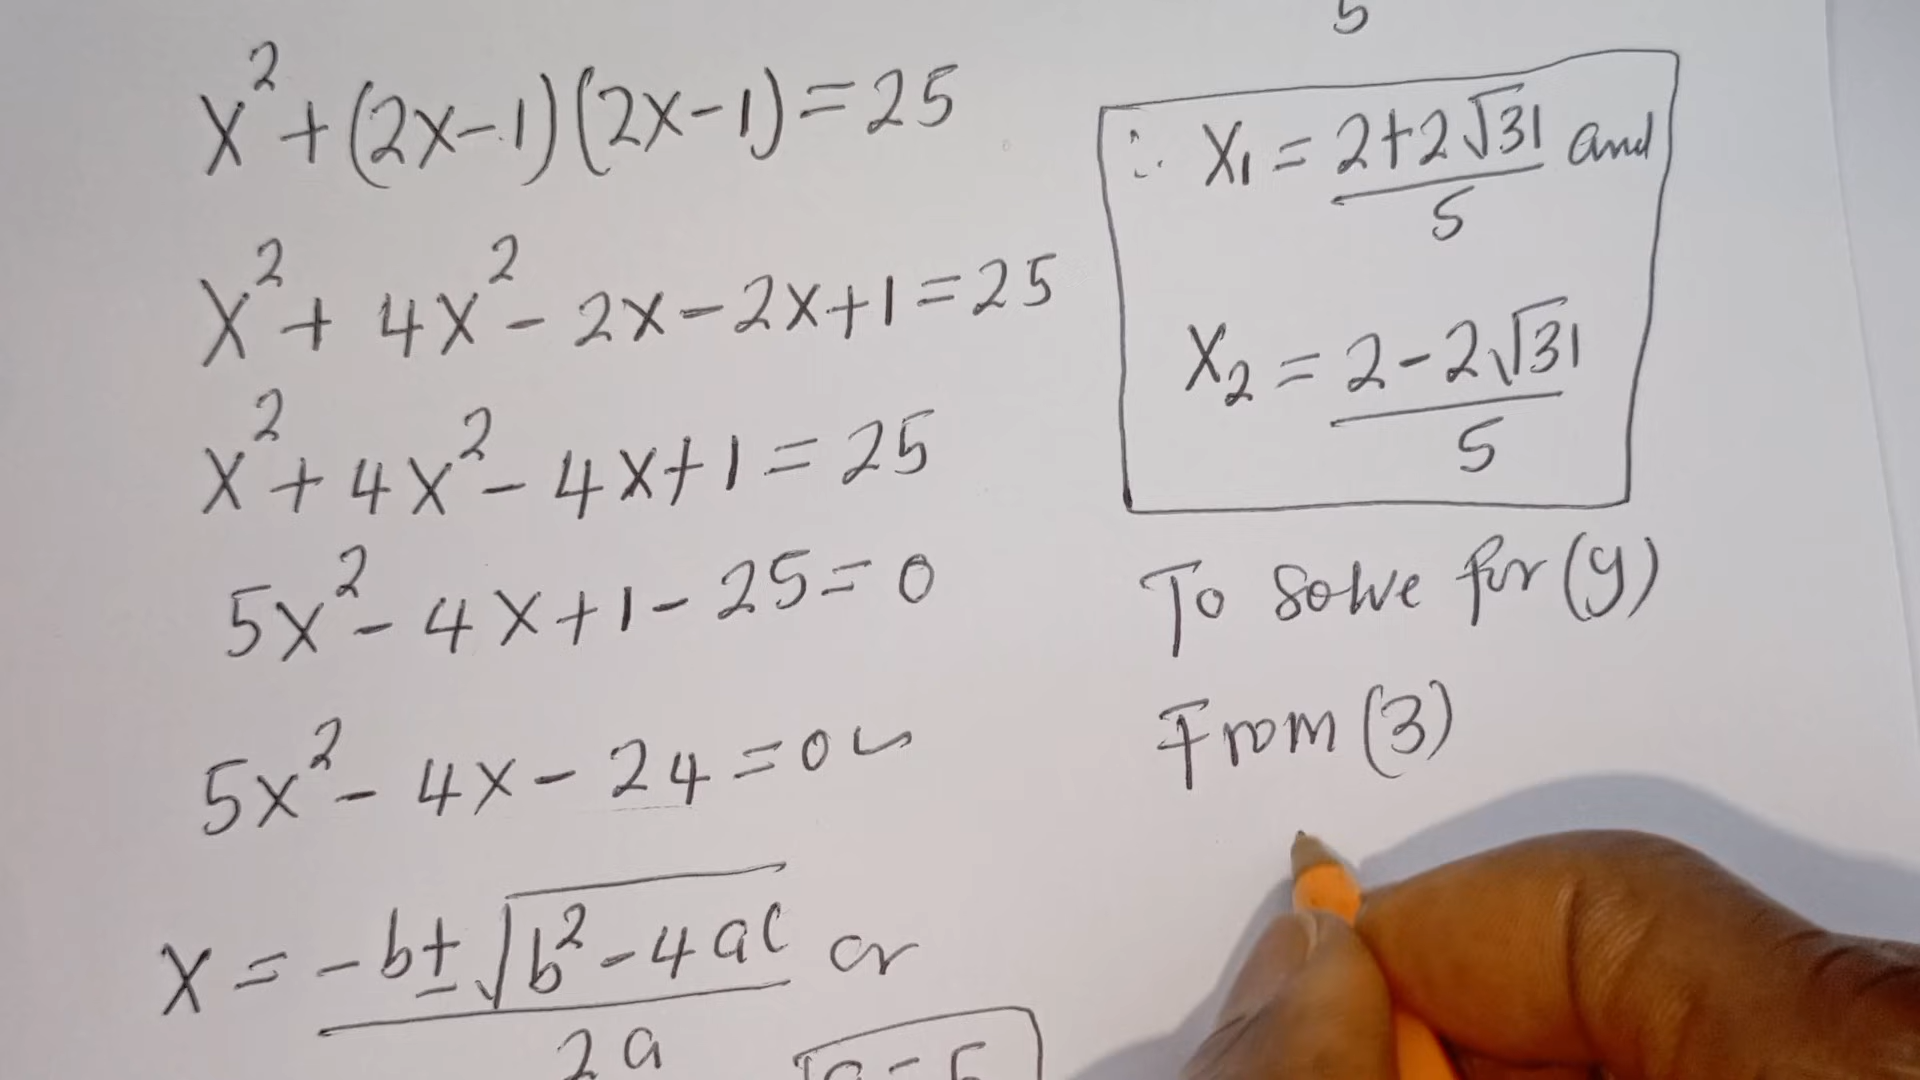 x² + (2x-1)(2x-1) = 25
x² + 4x² - 2x - 2x + 1 = 25
x² + 4x² - 4x + 1 = 25
5x² - 4x + 1 - 25 = 0
5x² - 4x - 24 = 0
x = -b ± √(b² - 4ac) or
2a
5
∴ x₁ = 2 + 2√31 and
5
x₂ = 2 - 2√31
5
To solve for (y)
From (3)